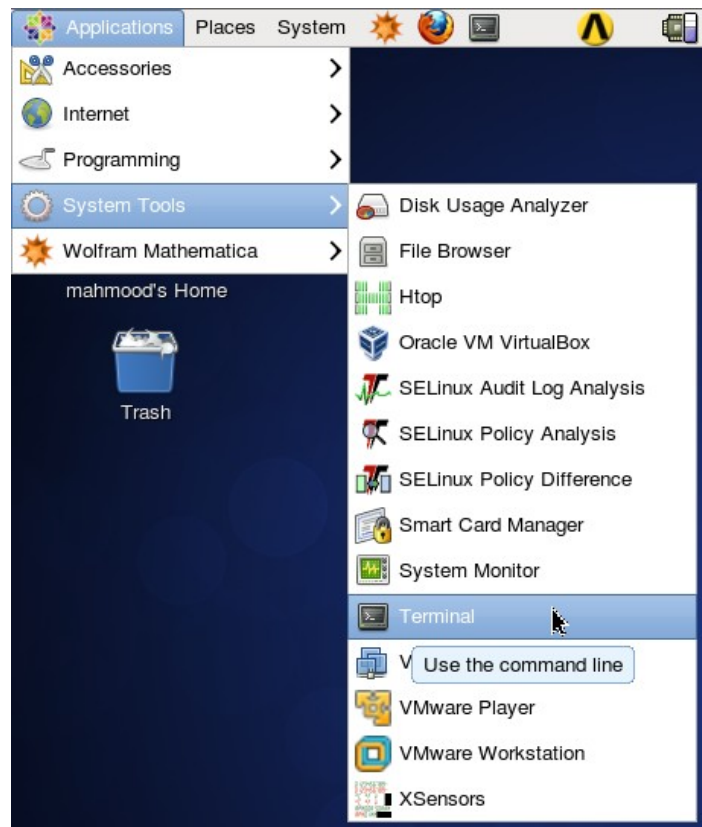 Applications Places System
Accessories
Internet
Programming
System Tools
Wolfram Mathematica
mahmood's Home
Trash
Disk Usage Analyzer
File Browser
Htop
Oracle VM VirtualBox
SELinux Audit Log Analysis
SELinux Policy Analysis
SELinux Policy Difference
Smart Card Manager
System Monitor
Terminal
V
Use the command line
VMware Player
VMware Workstation
XSensors